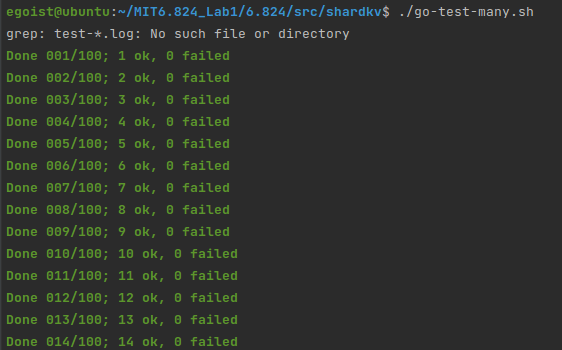 egoist@ubuntu:~/MIT6.824_Lab1/6.824/src/shardkv$ ./go-test-many.sh
grep: test-*.log: No such file or directory
Done 001/100; 1 ok, 0 failed
Done 002/100; 2 ok, 0 failed
Done 003/100; 3 ok, 0 failed
Done 004/100; 4 ok, 0 failed
Done 005/100; 5 ok, 0 failed
Done 006/100; 6 ok, 0 failed
Done 007/100; 7 ok, 0 failed
Done 008/100; 8 ok, 0 failed
Done 009/100; 9 ok, 0 failed
Done 010/100; 10 ok, 0 failed
Done 011/100; 11 ok, 0 failed
Done 012/100; 12 ok, 0 failed
Done 013/100; 13 ok, 0 failed
Done 014/100; 14 ok, 0 failed